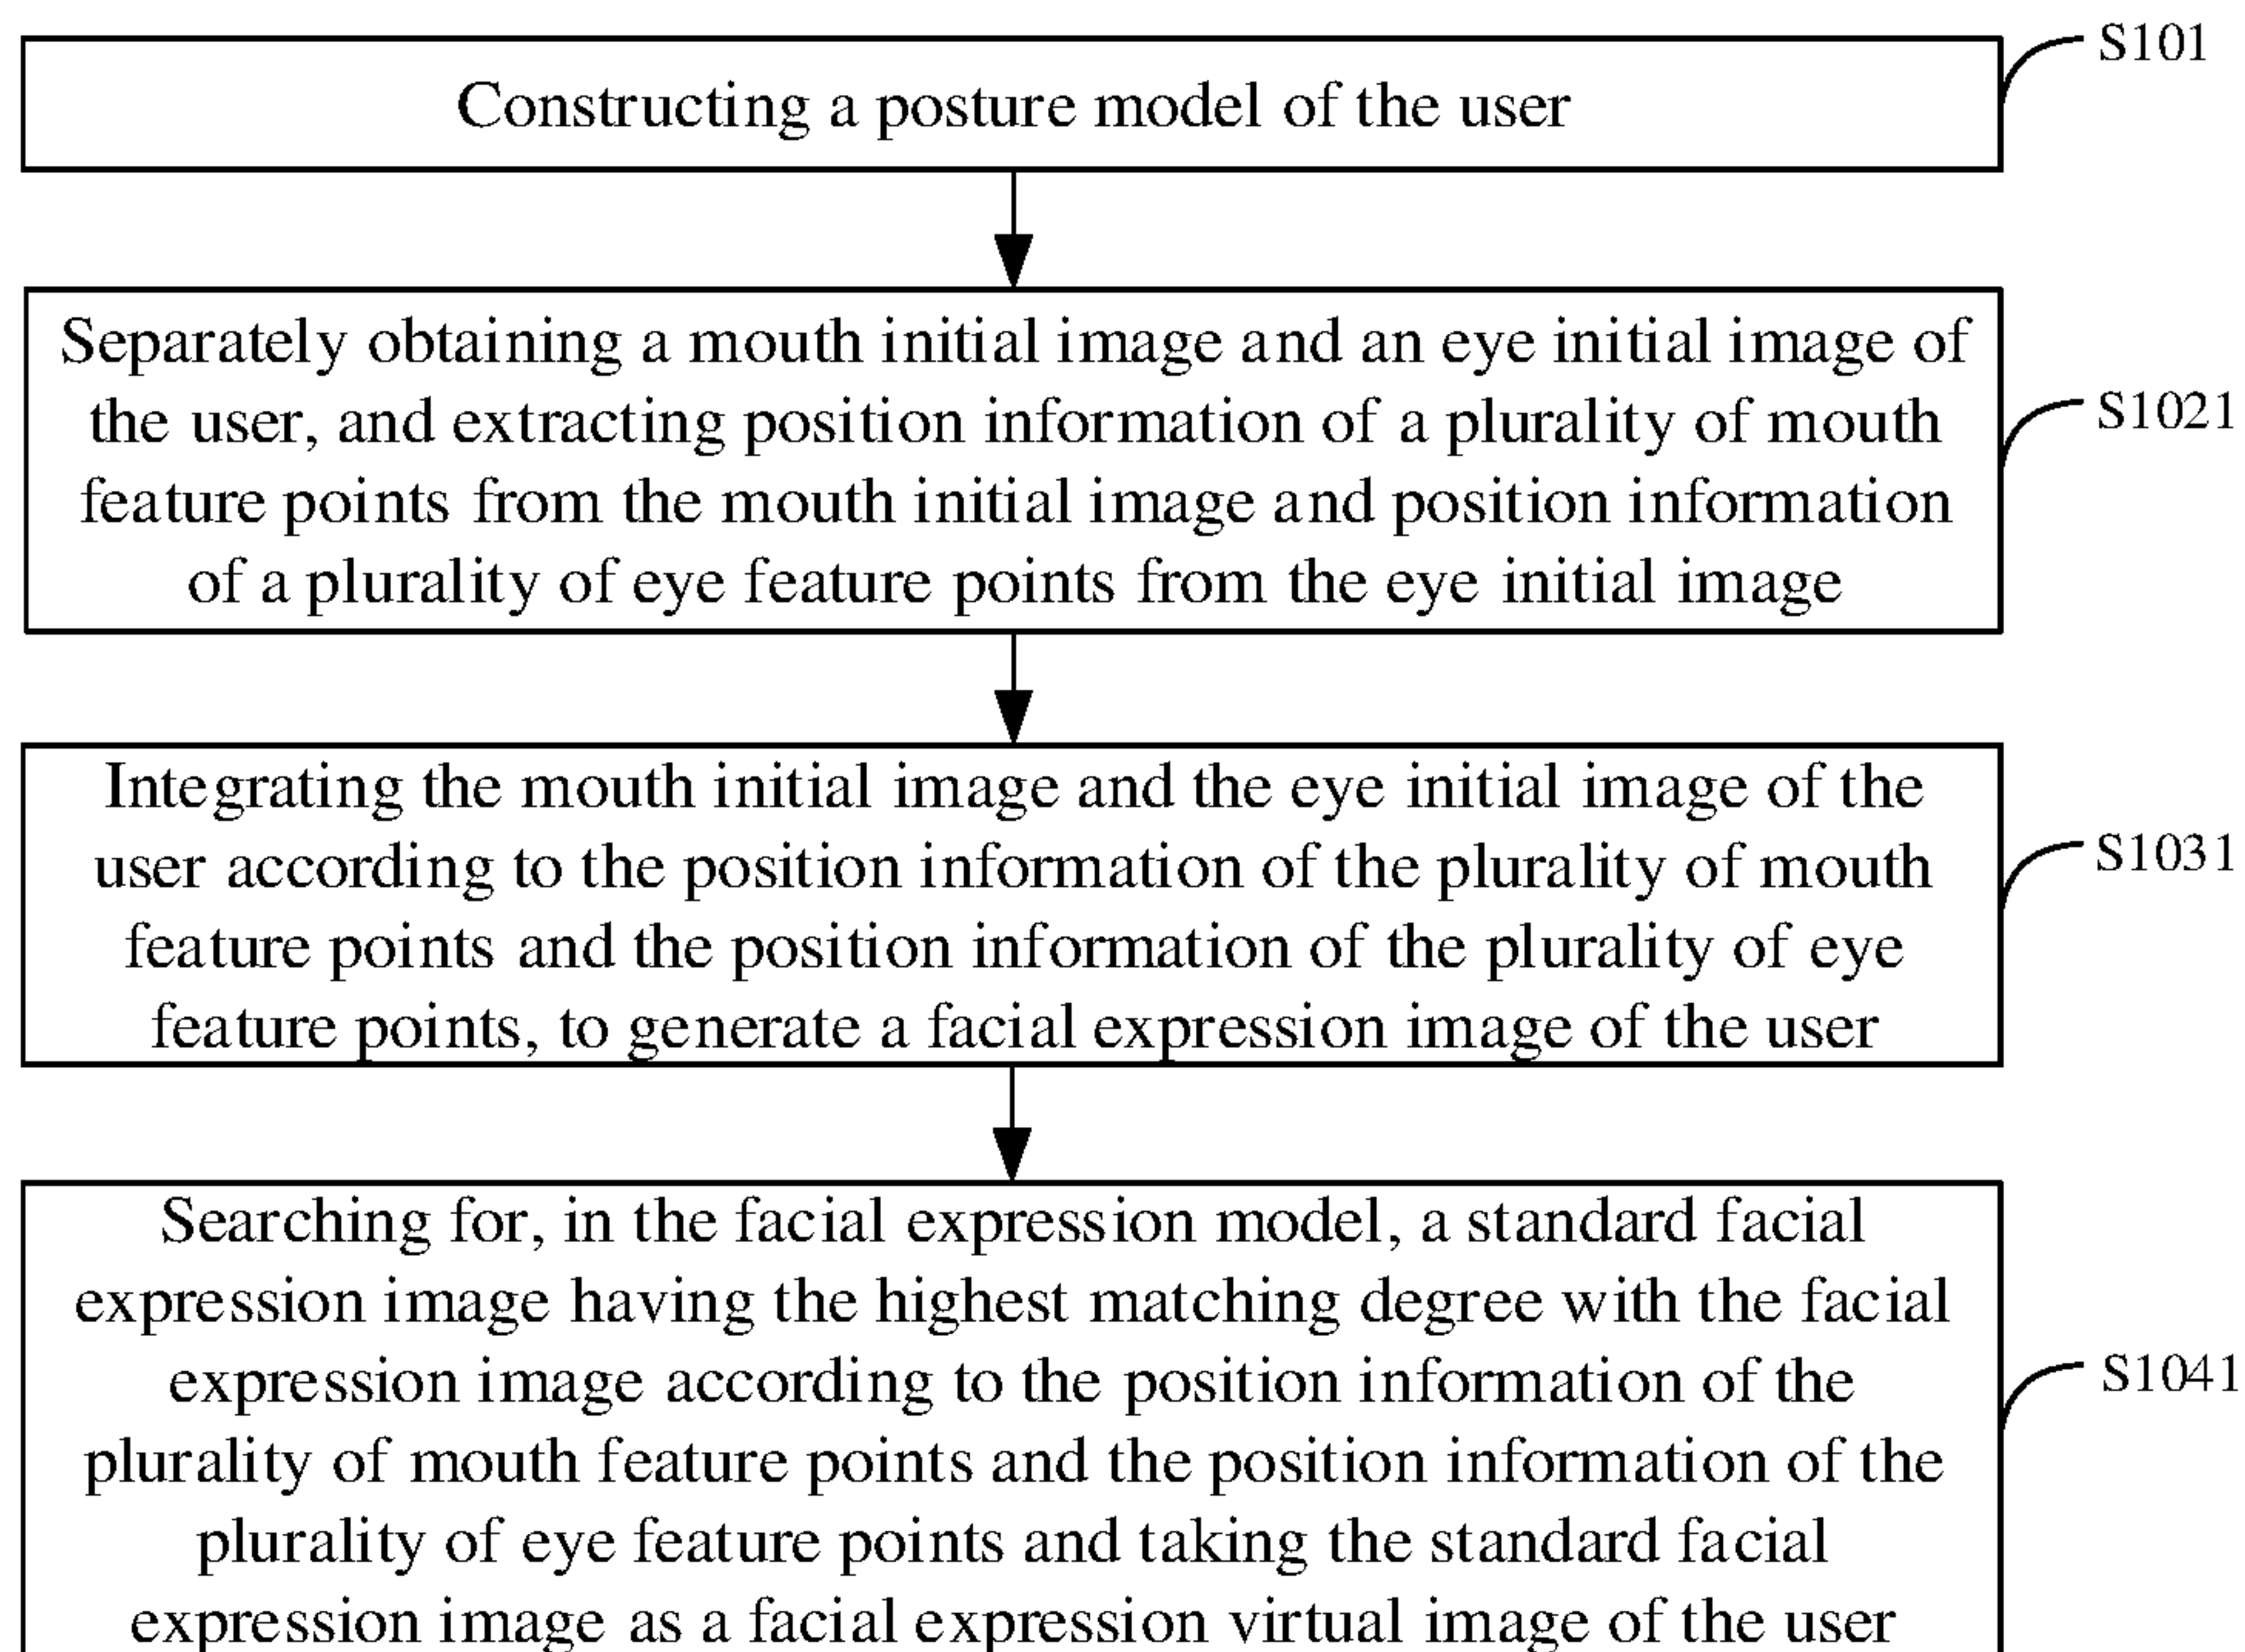 Constructing a posture model of the user
S101
Separately obtaining a mouth initial image and an eye initial image of
the user, and extracting position information of a plurality of mouth
feature points from the mouth initial image and position information
of a plurality of eye feature points from the eye initial image
S1021
Integrating the mouth initial image and the eye initial image of the
user according to the position information of the plurality of mouth
feature points and the position information of the plurality of eye
feature points, to generate a facial expression image of the user
S1031
Searching for, in the facial expression model, a standard facial
expression image having the highest matching degree with the facial
expression image according to the position information of the
plurality of mouth feature points and the position information of the
plurality of eye feature points and taking the standard facial
expression image as a facial expression virtual image of the user
S1041